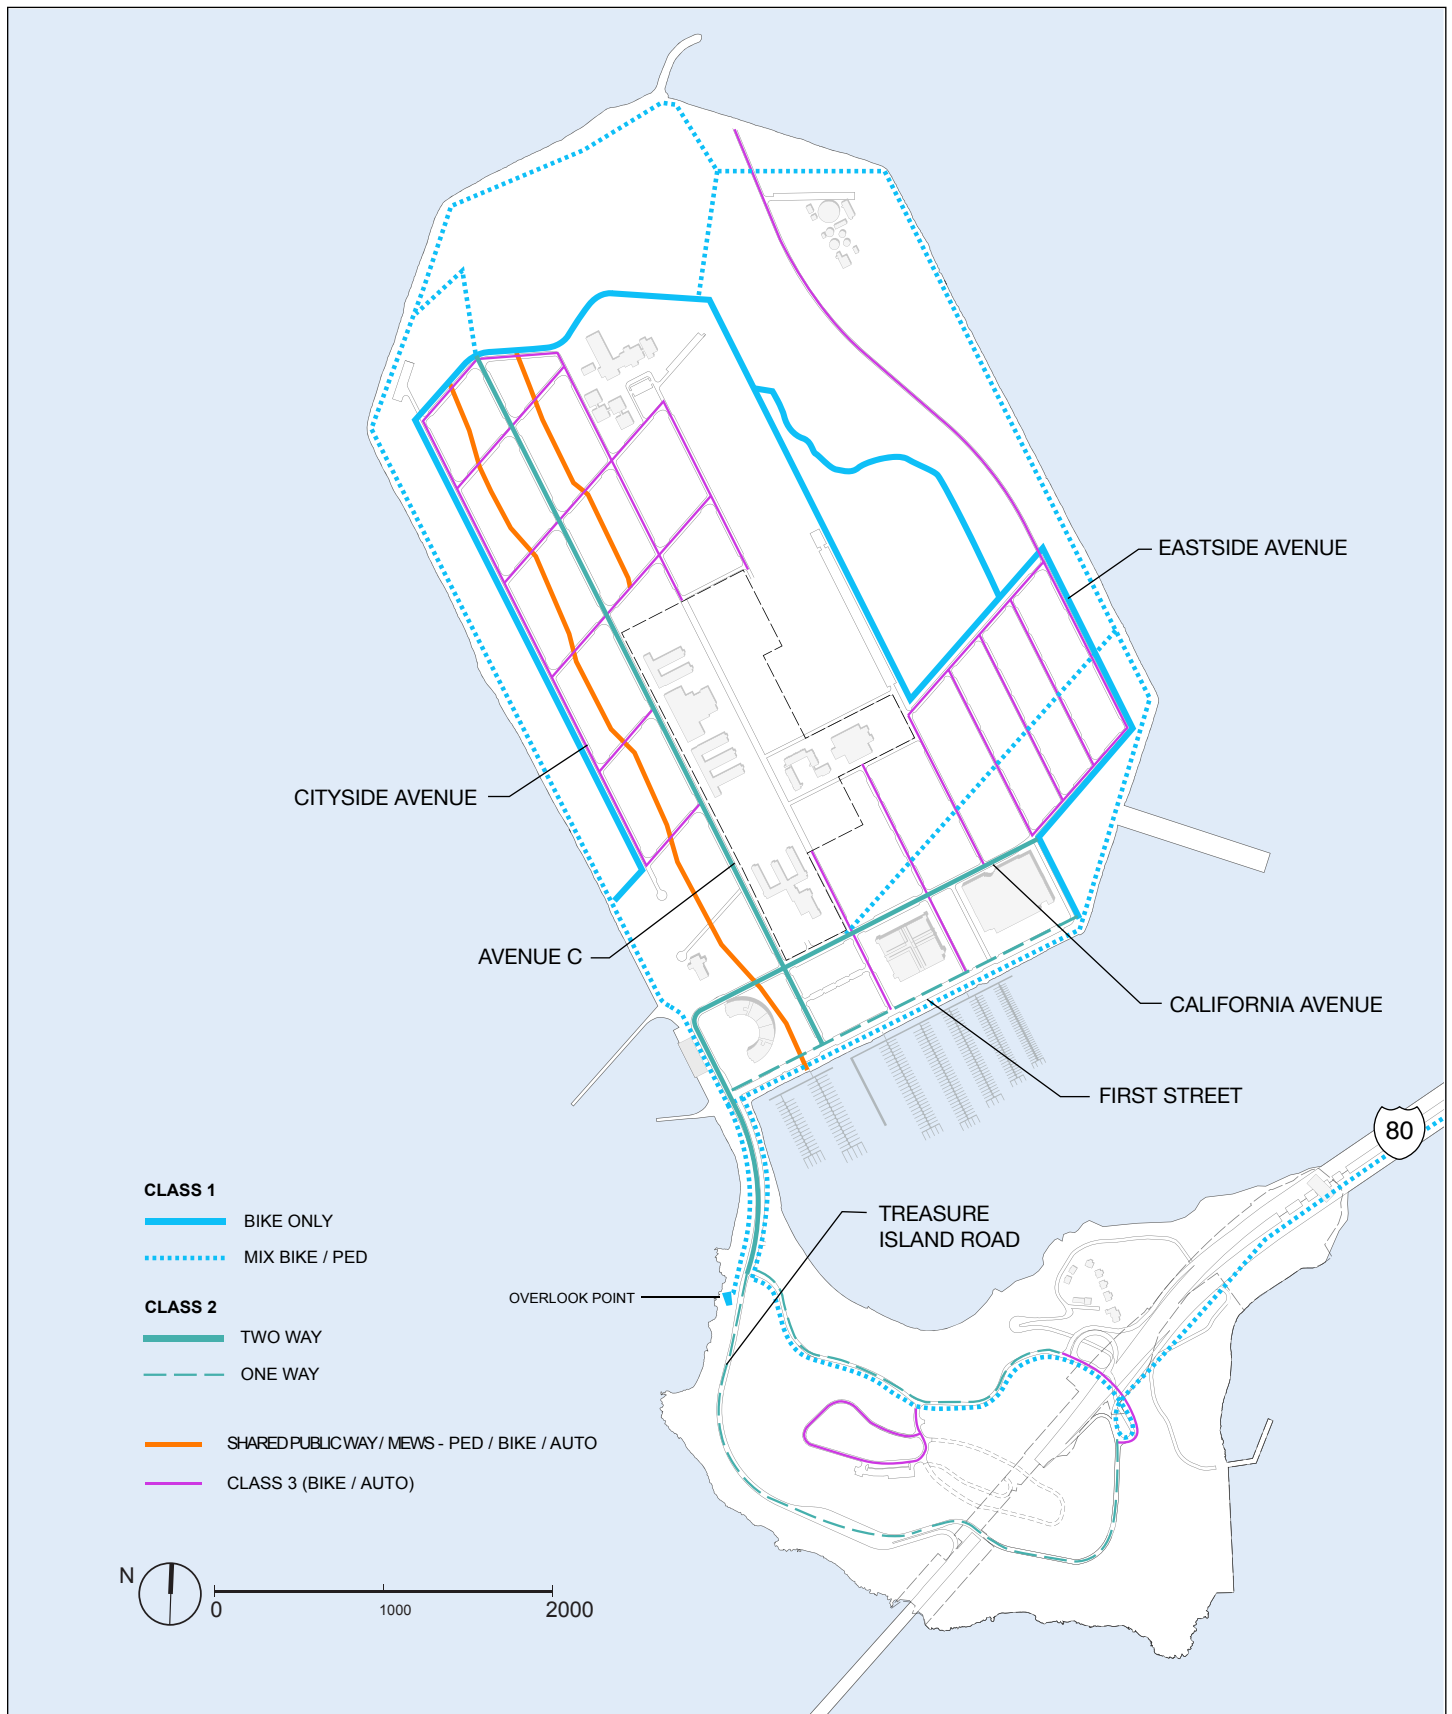 EASTSIDE AVENUE
CITYSIDE AVENUE
AVENUE C
CALIFORNIA AVENUE
FIRST STREET
80
TREASURE
ISLAND ROAD
OVERLOOK POINT
CLASS 1
BIKE ONLY
MIX BIKE / PED
CLASS 2
TWO WAY
ONE WAY
SHARED PUBLIC WAY / MEWS - PED / BIKE / AUTO
CLASS 3 (BIKE / AUTO)
N
0
1000
2000